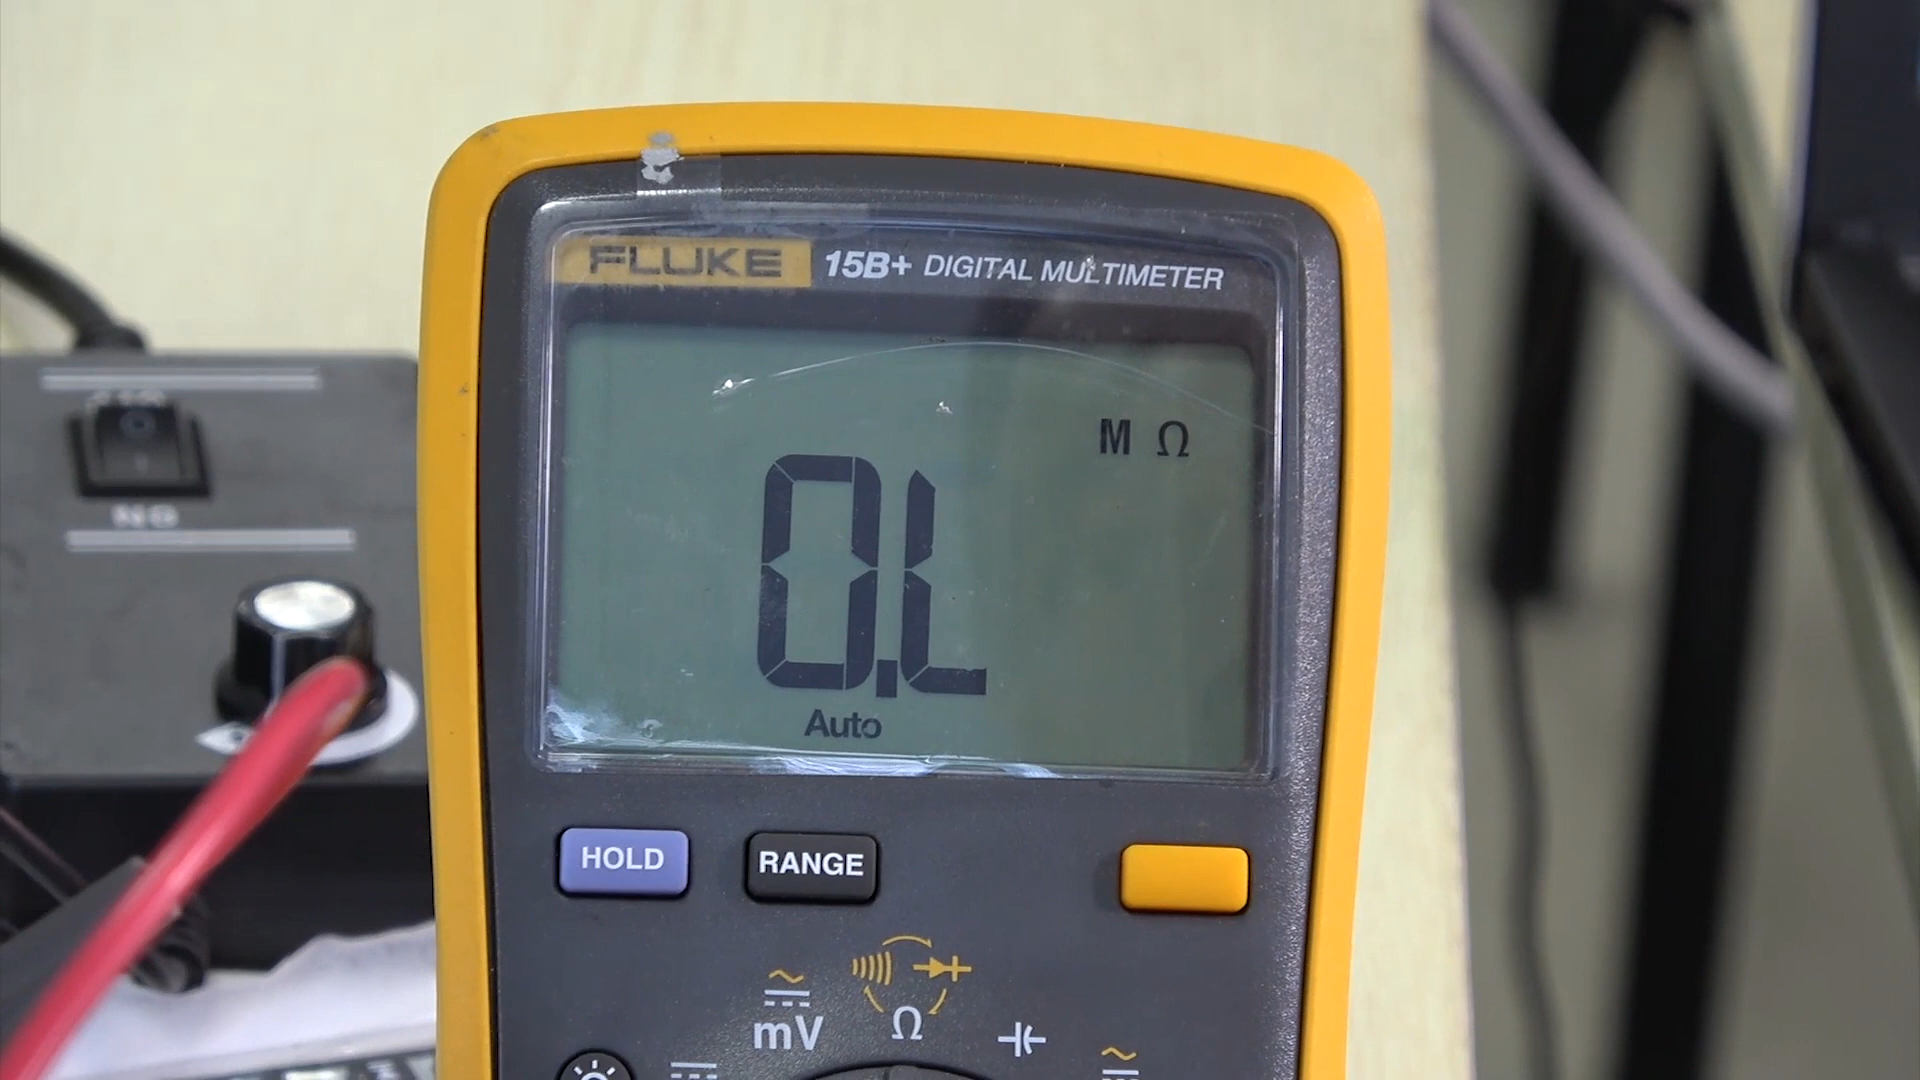 FLUKE 15B+ DIGITAL MULTIMETER
M Ω
0.L
Auto
HOLD RANGE
mV Ω